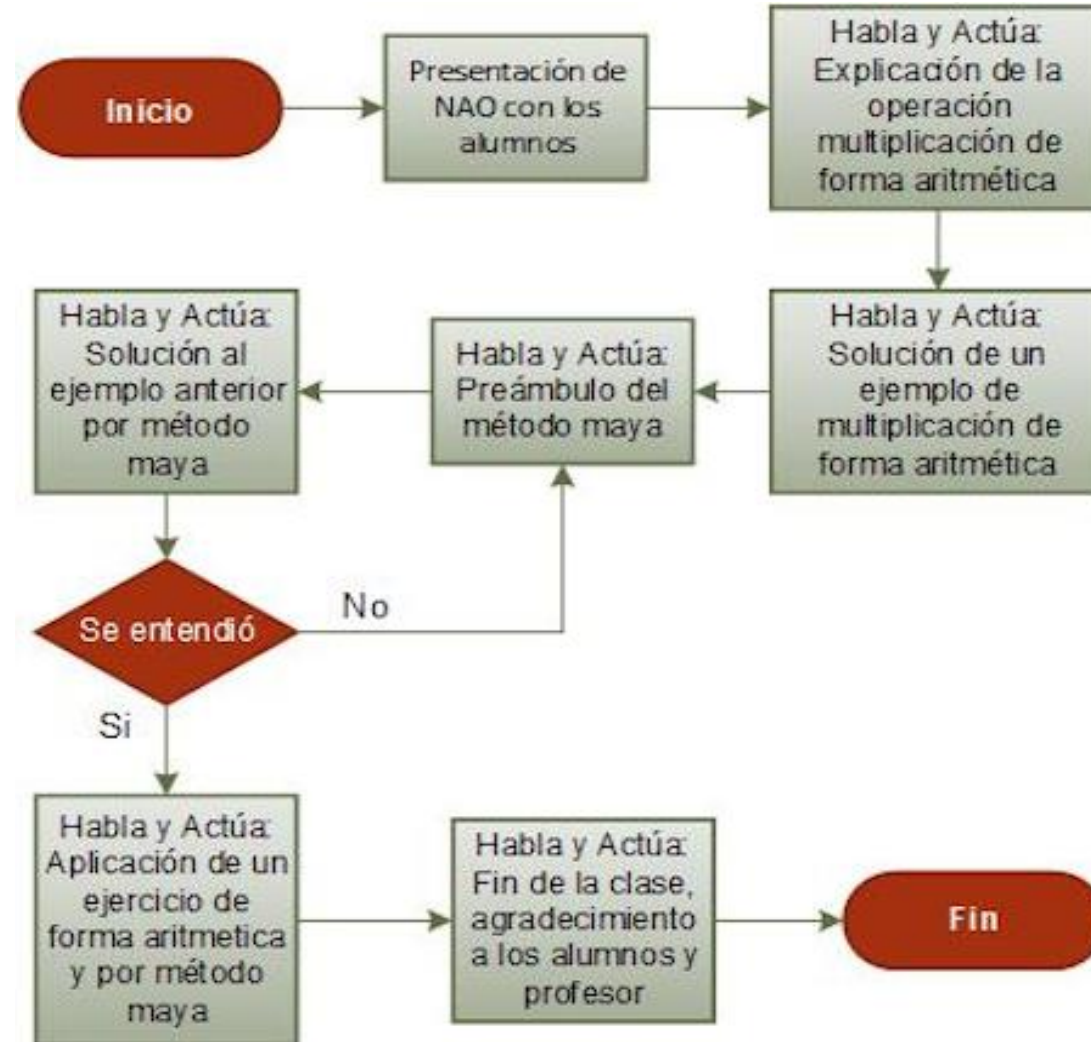 Inicio
Presentación de
NAO con los
alumnos
Habla y Actúa:
Explicación de la
operación
multiplicación de
forma aritmética
Habla y Actúa:
Solución de un
ejemplo de
multiplicación de
forma aritmética
Habla y Actúa:
Preámbulo del
método maya
Habla y Actúa:
Solución al
ejemplo anterior
por método
maya
Se entendió
No
Si
Habla y Actúa:
Aplicación de un
ejercicio de
forma aritmetica
y por método
maya
Habla y Actúa:
Fin de la clase,
agradecimiento
a los alumnos y
profesor
Fin